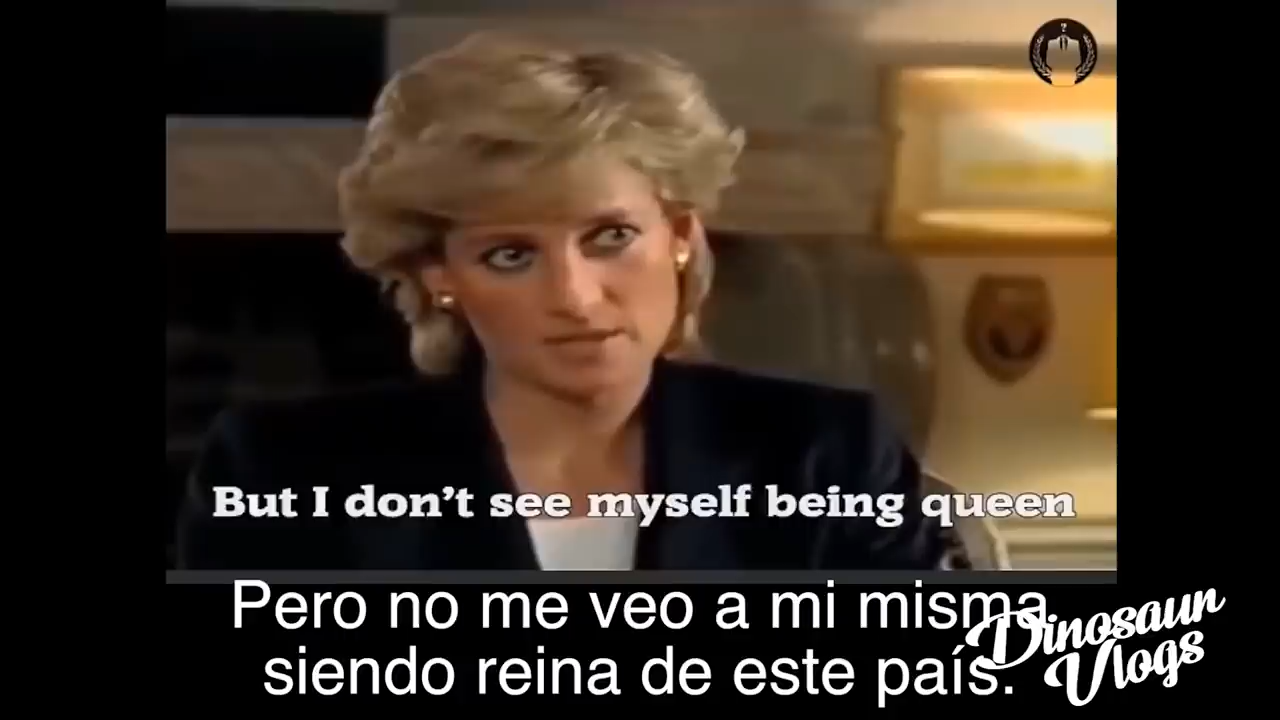 But I don't see myself being queen
Pero no me veo a mi misma
siendo reina de este país.
Dinosaur
Vlogs